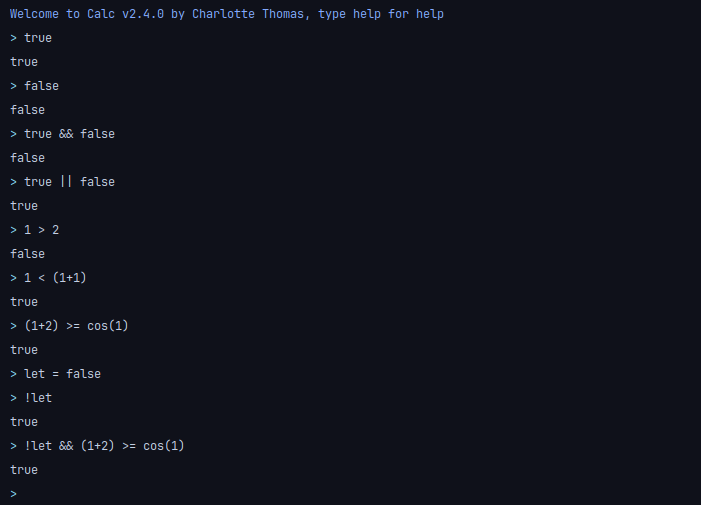 Welcome to Calc v2.4.0 by Charlotte Thomas, type help for help
> true
true
> false
false
> true && false
false
> true || false
true
> 1 > 2
false
> 1 < (1+1)
true
> (1+2) >= cos(1)
true
> let = false
> !let
true
> !let && (1+2) >= cos(1)
true
>